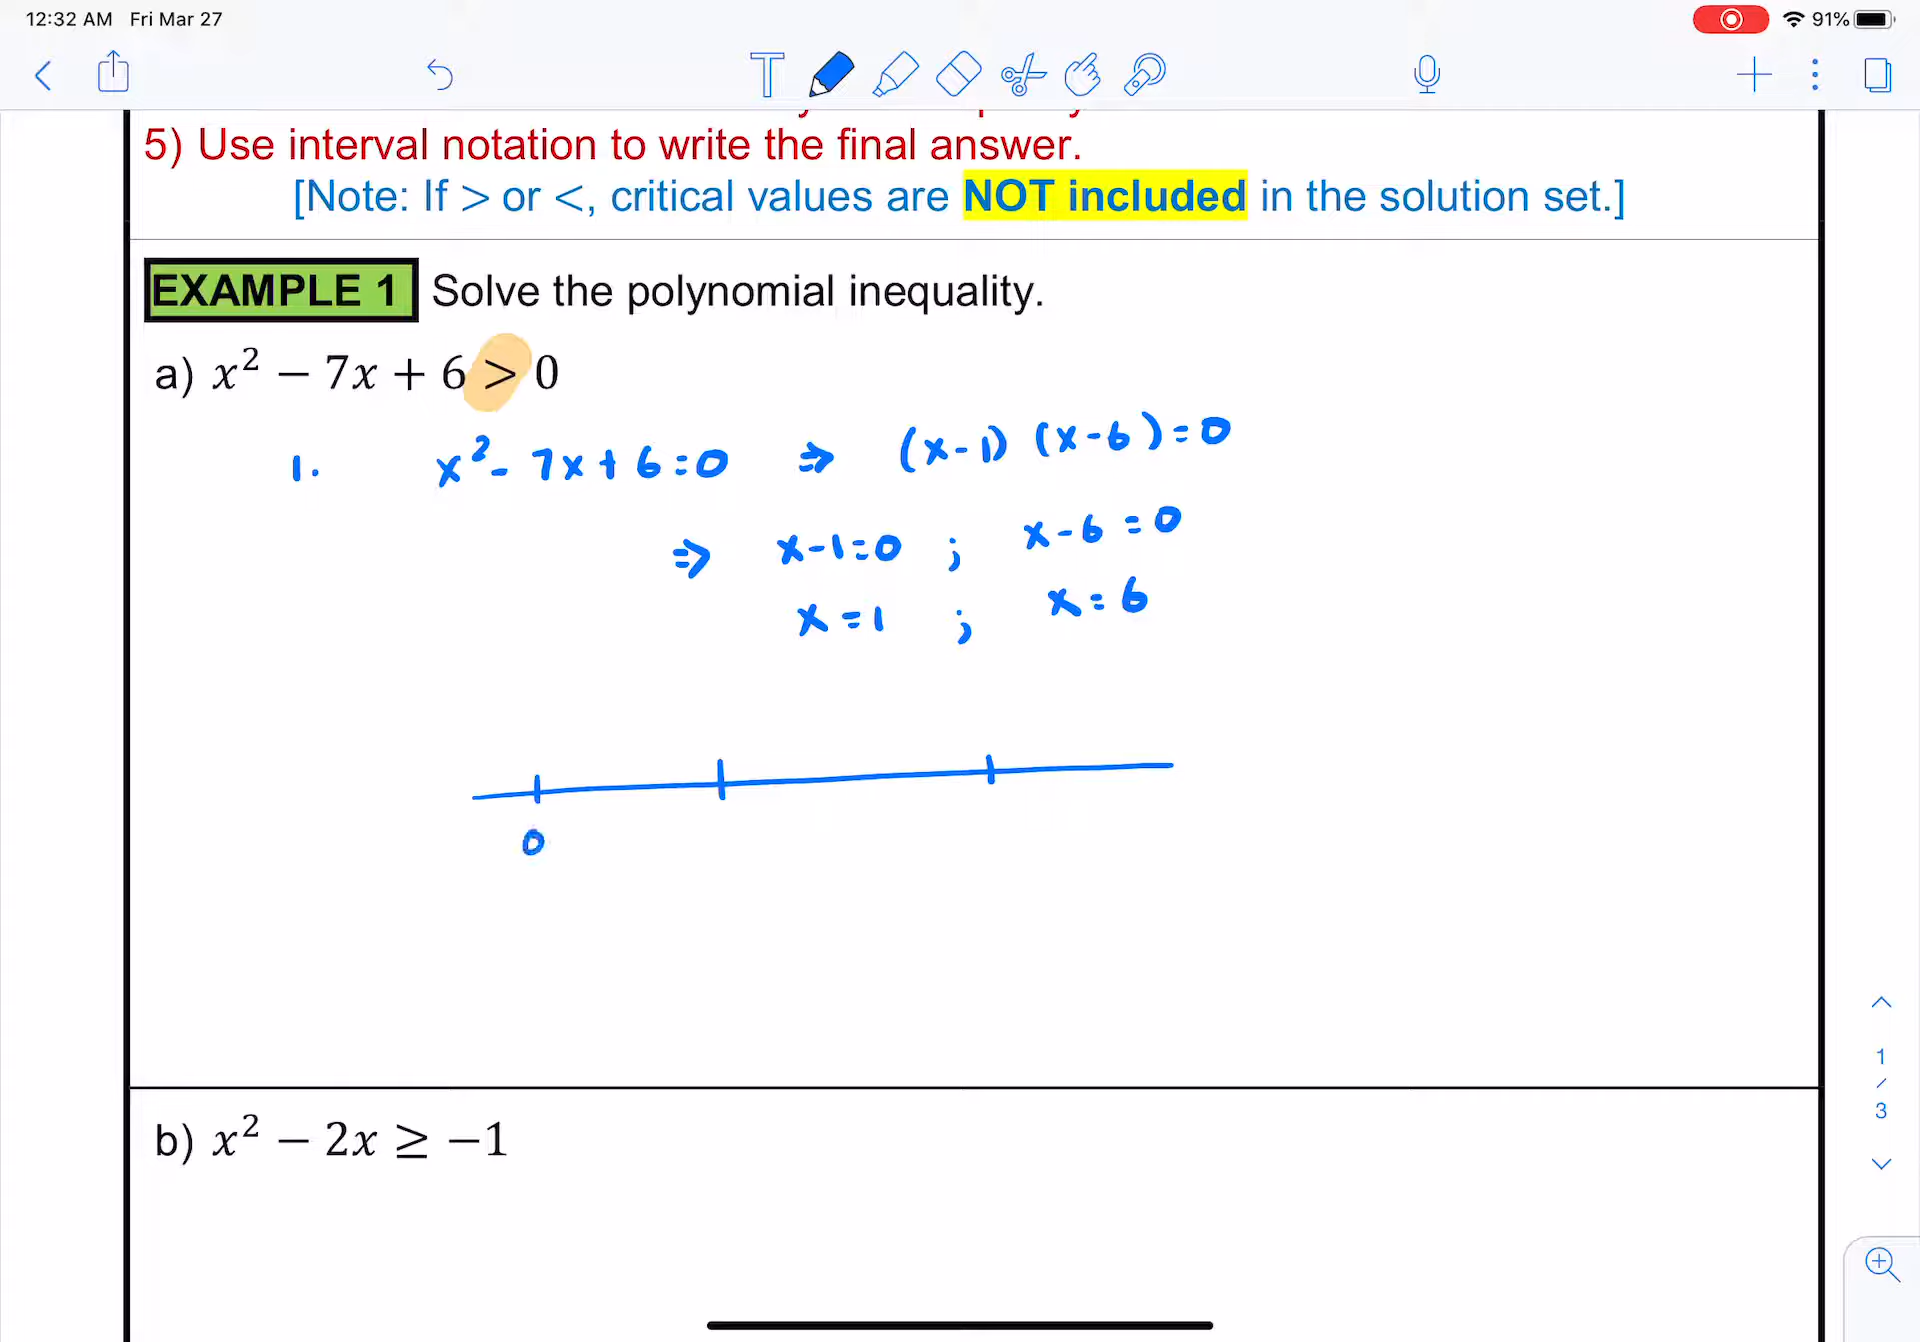 12:32 AM Fri Mar 27 91%
5) Use interval notation to write the final answer.
[Note: If > or <, critical values are NOT included in the solution set.]
EXAMPLE 1 Solve the polynomial inequality.
a) x² − 7x + 6 > 0
1. x² - 7x + 6 = 0 ⇒ (x-1) (x-6) = 0
⇒ x-1=0 ; x-6=0
x=1 ; x=6
0
b) x² − 2x ≥ −1
1
/
3